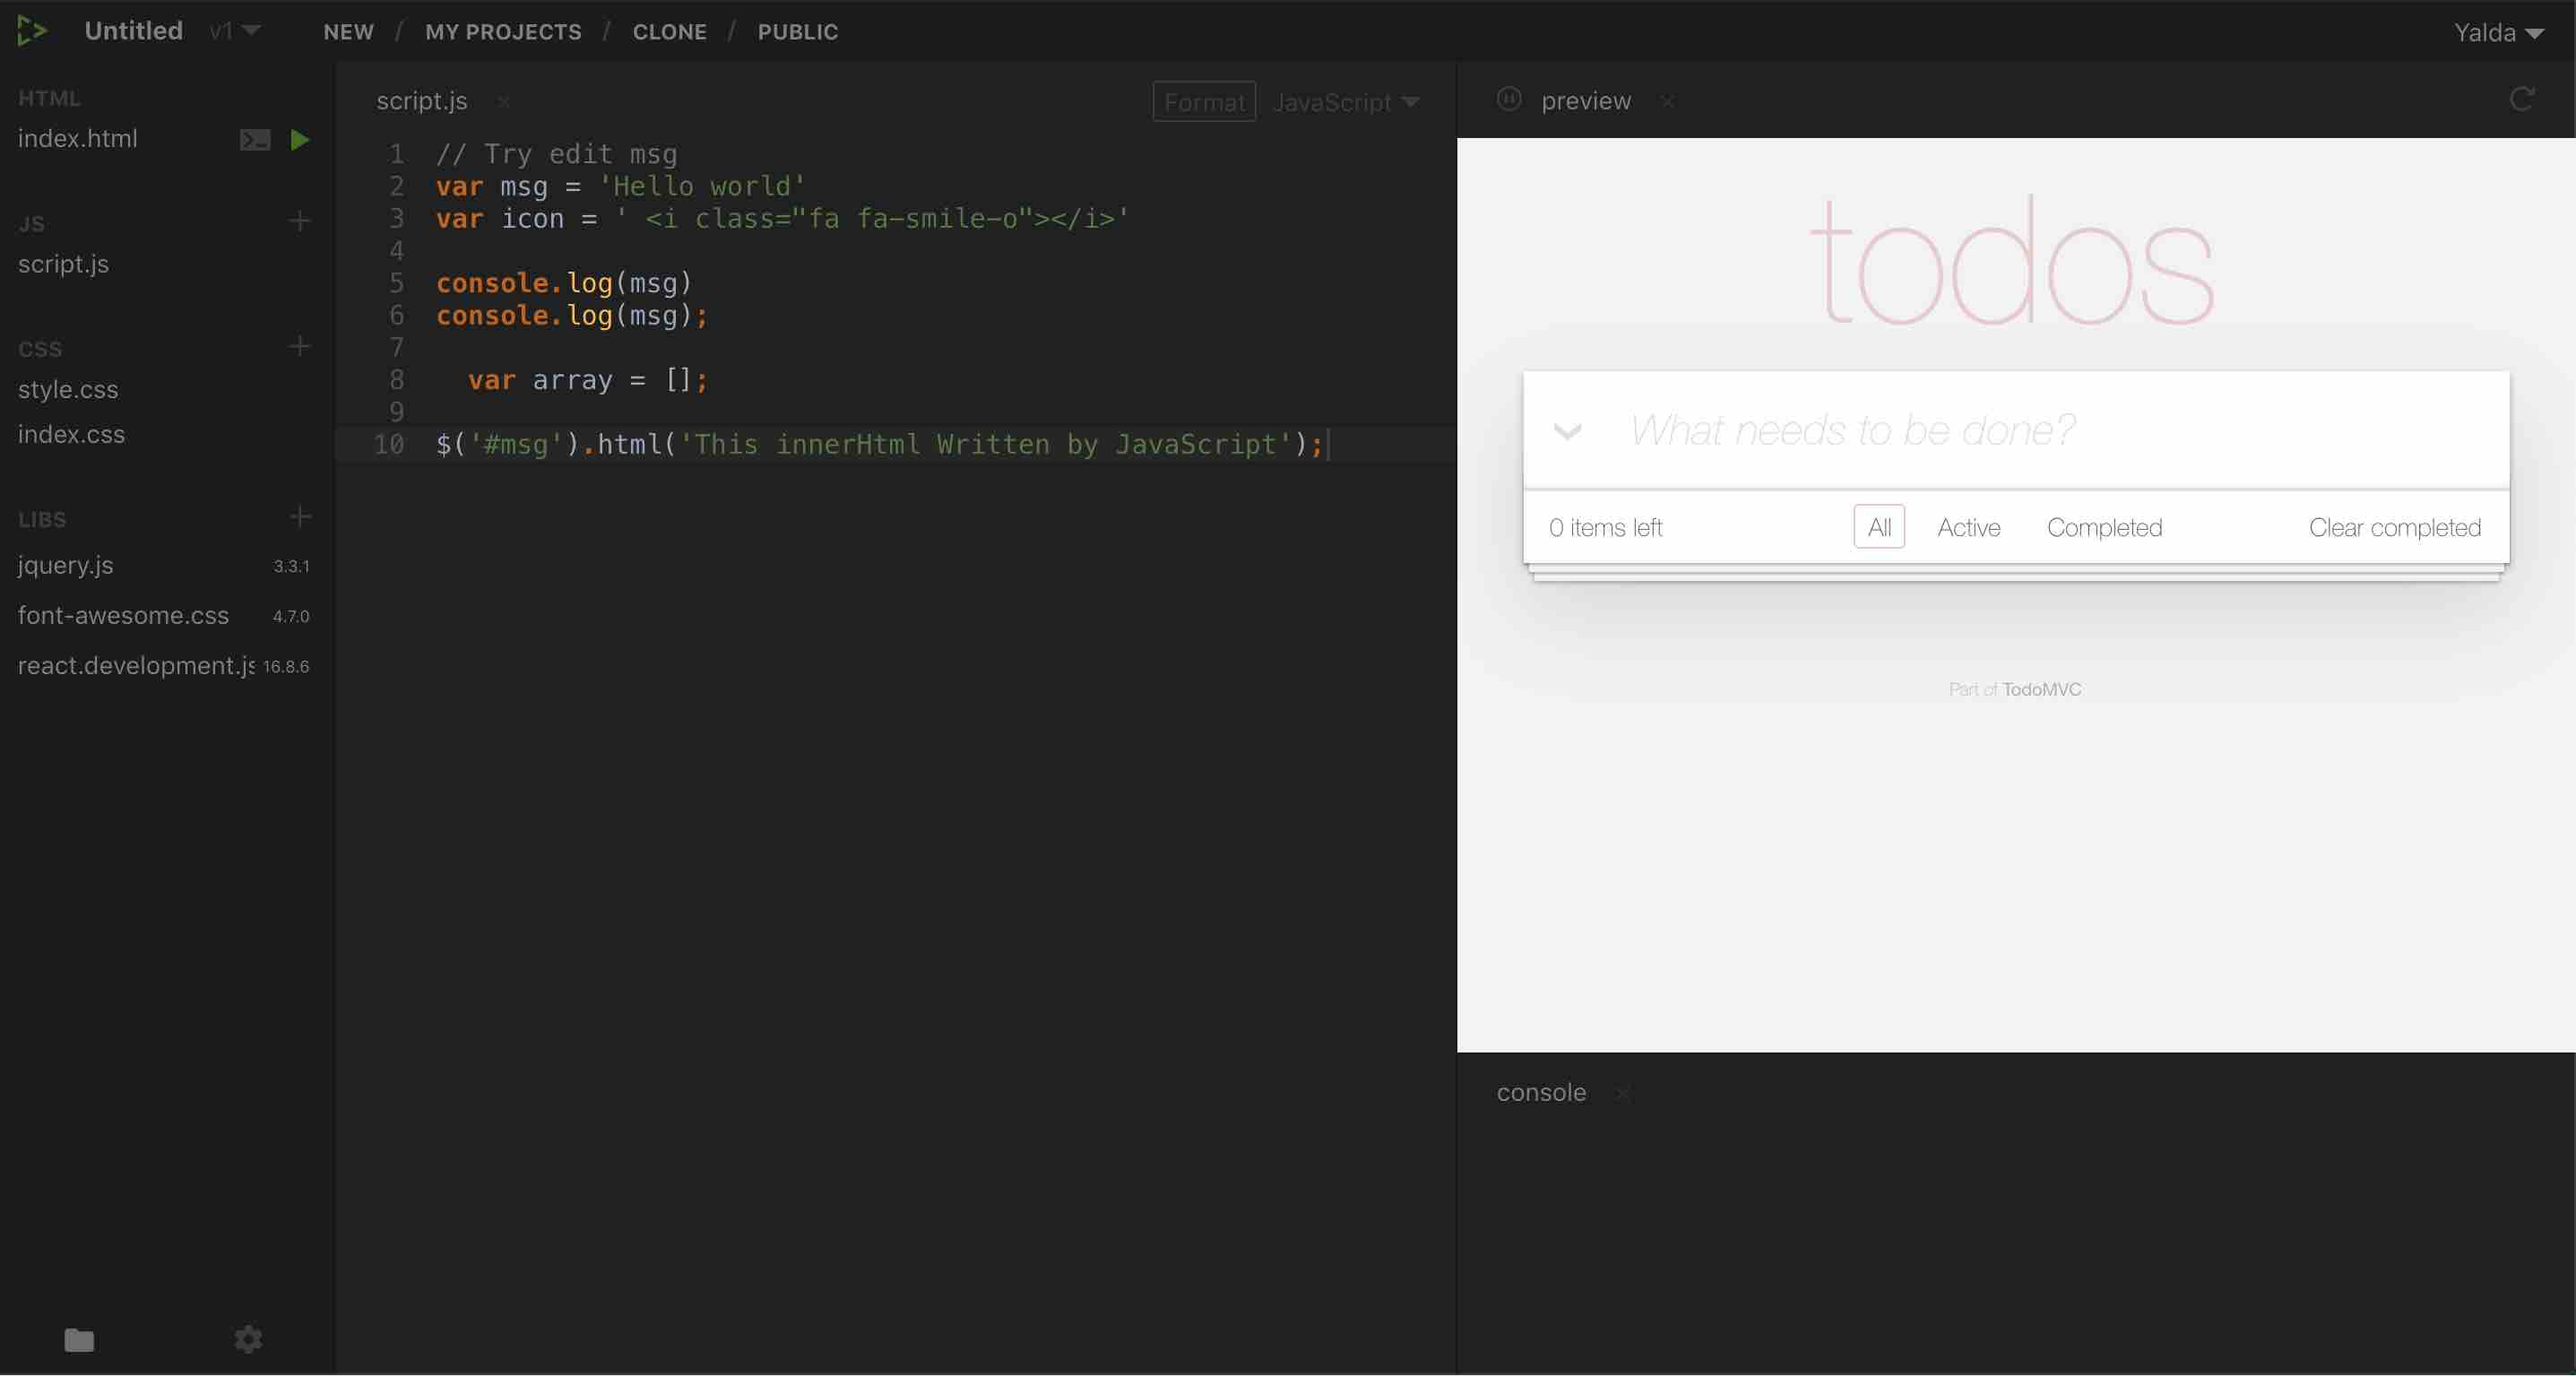 Untitled v1 NEW / MY PROJECTS / CLONE / PUBLIC Yalda
HTML
index.html
JS
script.js
CSS
style.css
index.css
LIBS
jquery.js 3.3.1
font-awesome.css 4.7.0
react.development.js 16.8.6
script.js × Format JavaScript
1 // Try edit msg
2 var msg = 'Hello world'
3 var icon = ' <i class="fa fa-smile-o"></i>'
4
5 console.log(msg)
6 console.log(msg);
7
8 var array = [];
9
10 $('#msg').html('This innerHtml Written by JavaScript');
preview ×
todos
What needs to be done?
0 items left All Active Completed Clear completed
Part of TodoMVC
console ×